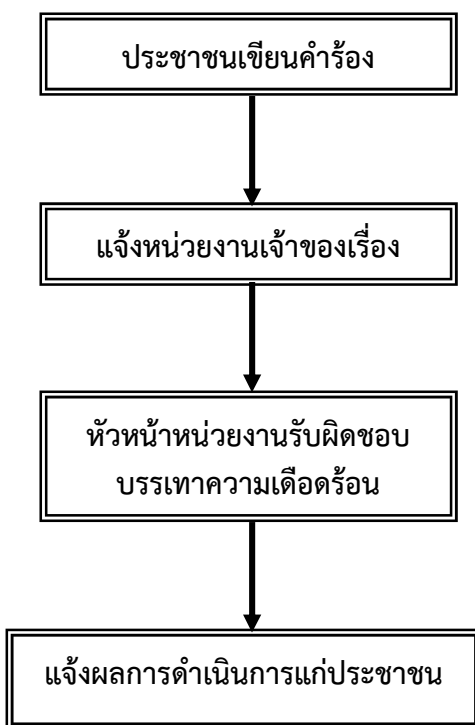 ประชาชนเขียนคำร้อง
แจ้งหน่วยงานเจ้าของเรื่อง
หัวหน้าหน่วยงานรับผิดชอบ
บรรเทาความเดือดร้อน
แจ้งผลการดำเนินการแก่ประชาชน